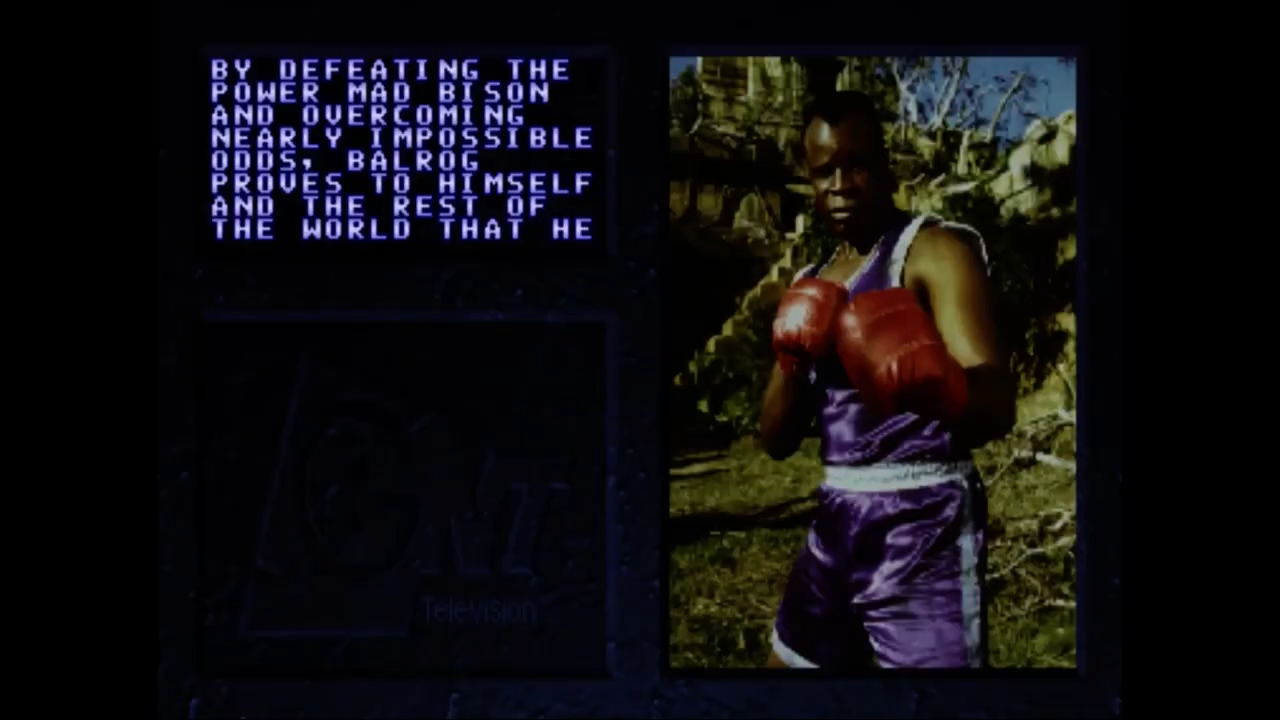 BY DEFEATING THE
POWER MAD BISON
AND OVERCOMING
NEARLY IMPOSSIBLE
ODDS, BALROG
PROVES TO HIMSELF
AND THE REST OF
THE WORLD THAT HE
GNT
Television